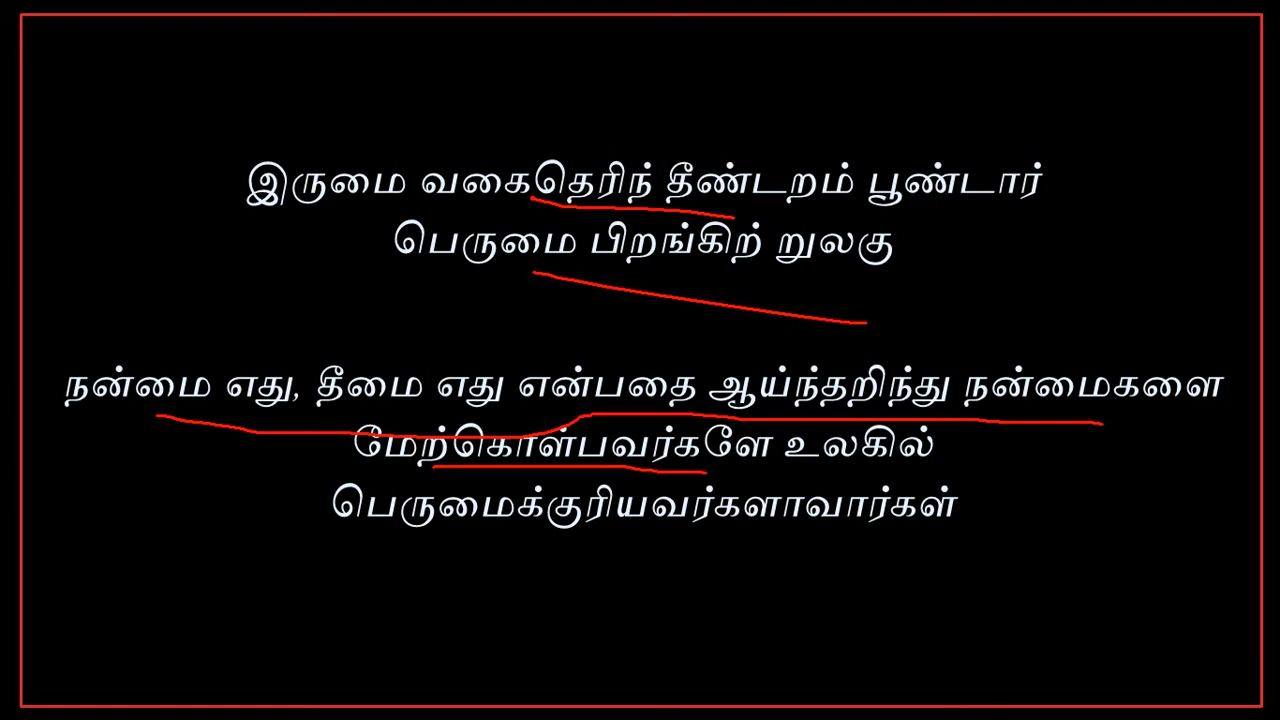 இருமை வகைதெரிந் தீண்டறம் பூண்டார்
பெருமை பிறங்கிற் றுலகு
நன்மை எது, தீமை எது என்பதை ஆய்ந்தறிந்து நன்மைகளை
மேற்கொள்பவர்களே உலகில்
பெருமைக்குரியவர்களாவார்கள்